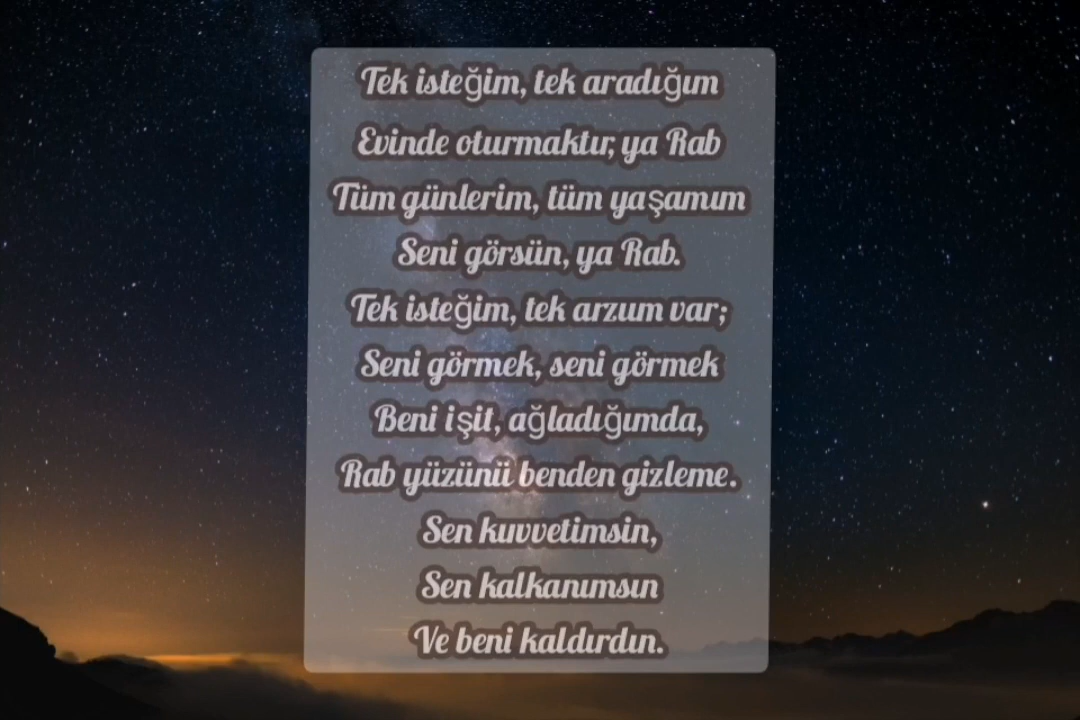 Tek isteğim, tek aradığım
Evinde oturmaktır, ya Rab
Tüm günlerim, tüm yaşamım
Seni görsün, ya Rab.
Tek isteğim, tek arzum var;
Seni görmek, seni görmek
Beni işit, ağladığımda,
Rab yüzünü benden gizleme.
Sen kuvvetimsin,
Sen kalkanımsın
Ve beni kaldırdın.